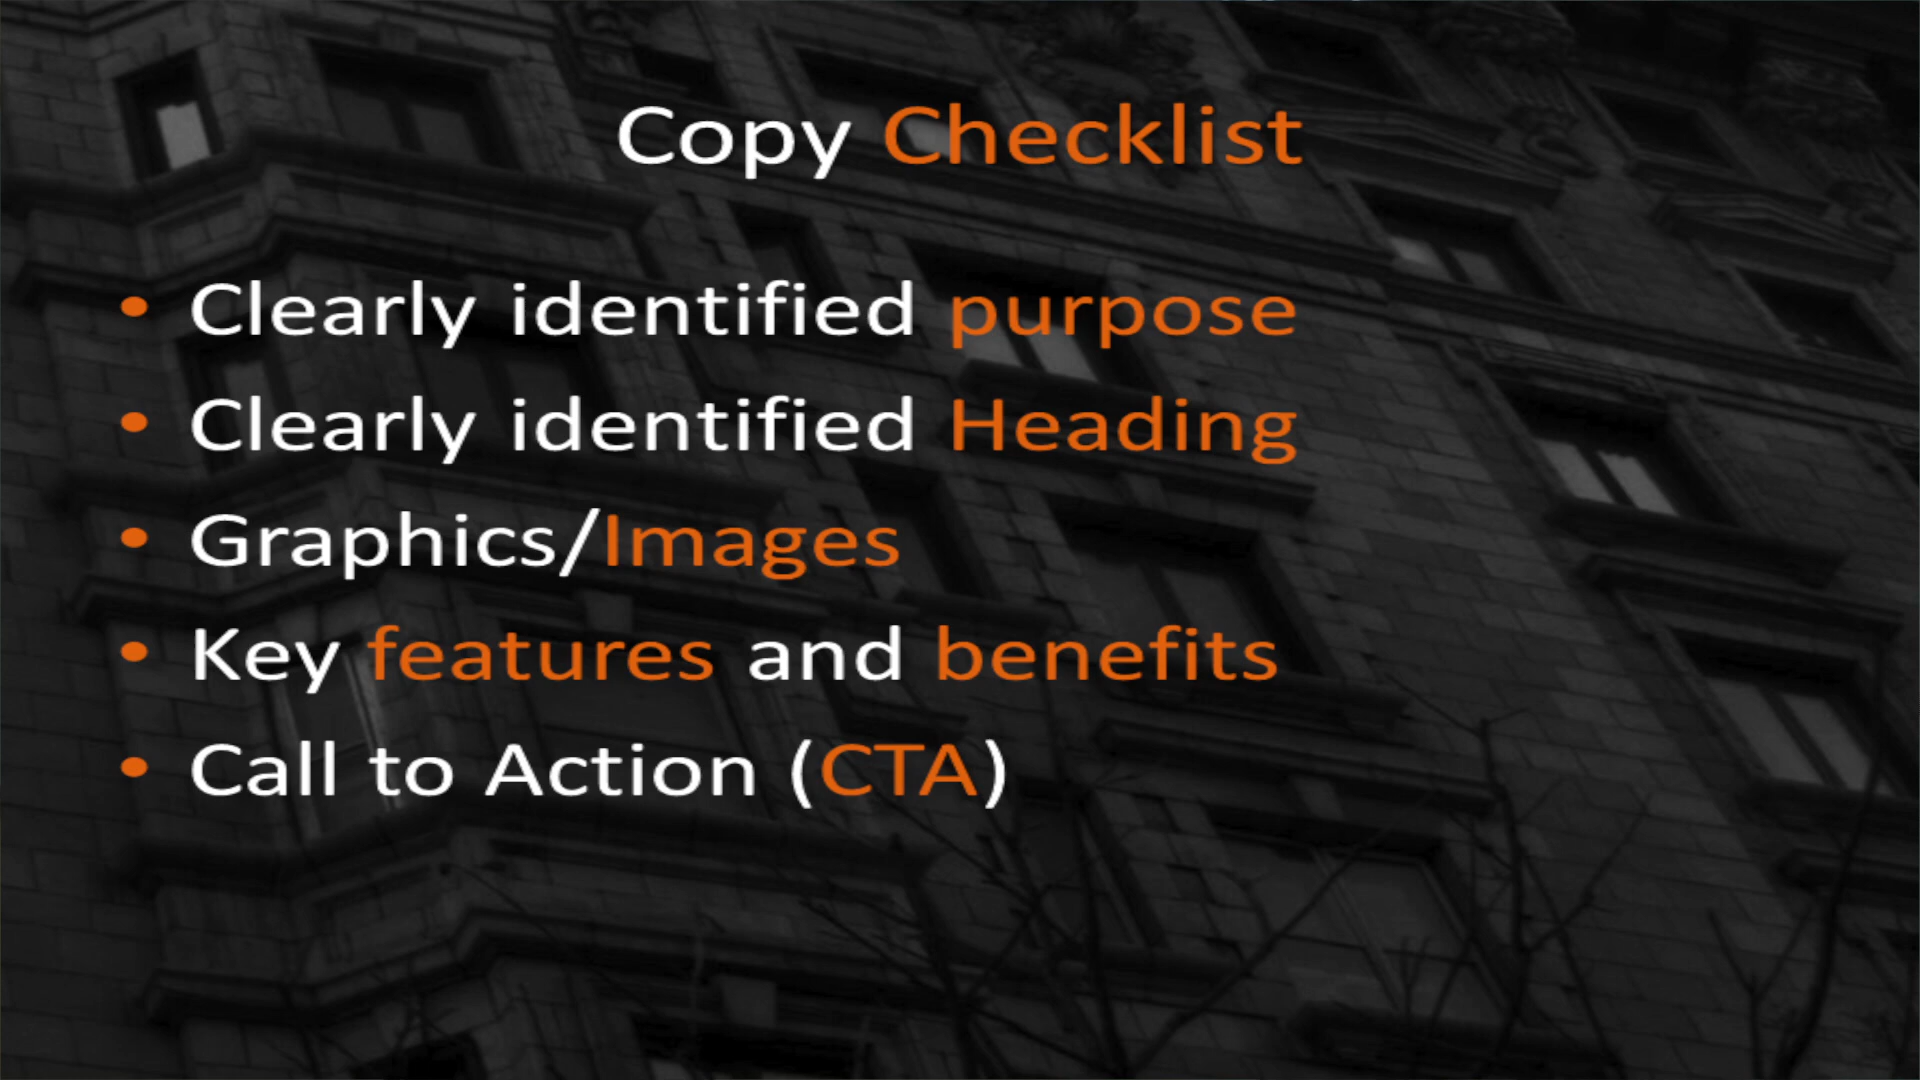 Copy Checklist
• Clearly identified purpose
• Clearly identified Heading
• Graphics/Images
• Key features and benefits
• Call to Action (CTA)